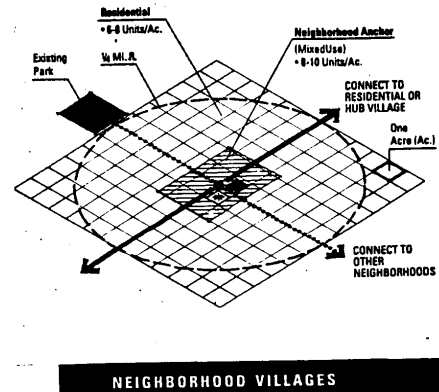 Residential
• 6-8 Units/Ac.
Neighborhood Anchor
(MixedUse)
• 8-10 Units/Ac.
Existing
Park
¼ MI. R.
CONNECT TO
RESIDENTIAL OR
HUB VILLAGE
One
Acre (Ac.)
CONNECT TO
OTHER
NEIGHBORHOODS
NEIGHBORHOOD VILLAGES